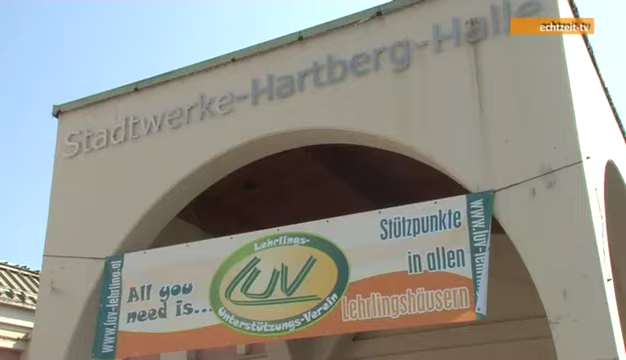 echtzeit-tv
Stadtwerke-Hartberg-Halle
www.luv-lehrling.at
All you
need is...
Lehrlings-
LUV
Unterstützungs-Verein
Stützpunkte
in allen
Lehrlingshäusern